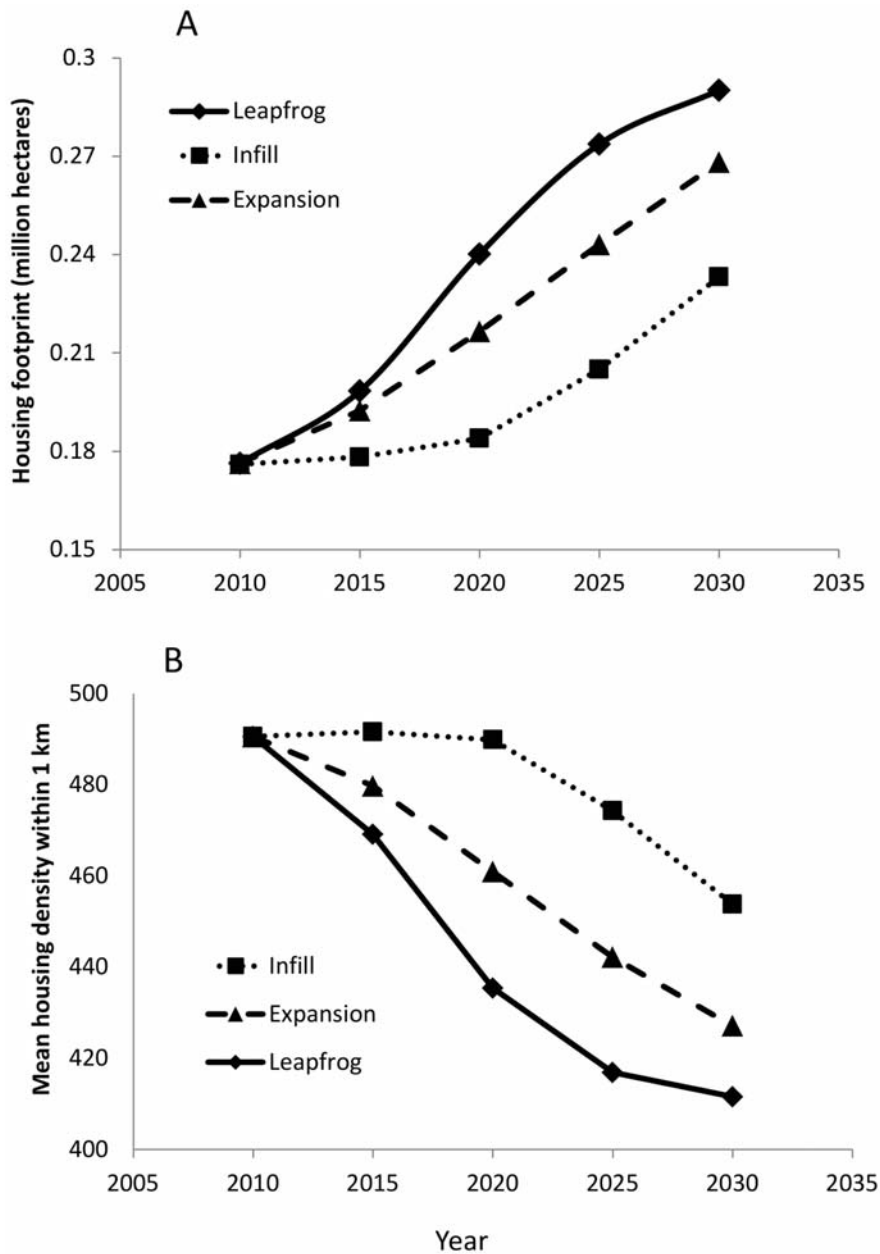 A
Housing footprint (million hectares)
0.3
0.27
0.24
0.21
0.18
0.15
Leapfrog
Infill
Expansion
2005 2010 2015 2020 2025 2030 2035
B
Mean housing density within 1 km
500
480
460
440
420
400
Infill
Expansion
Leapfrog
2005 2010 2015 2020 2025 2030 2035
Year